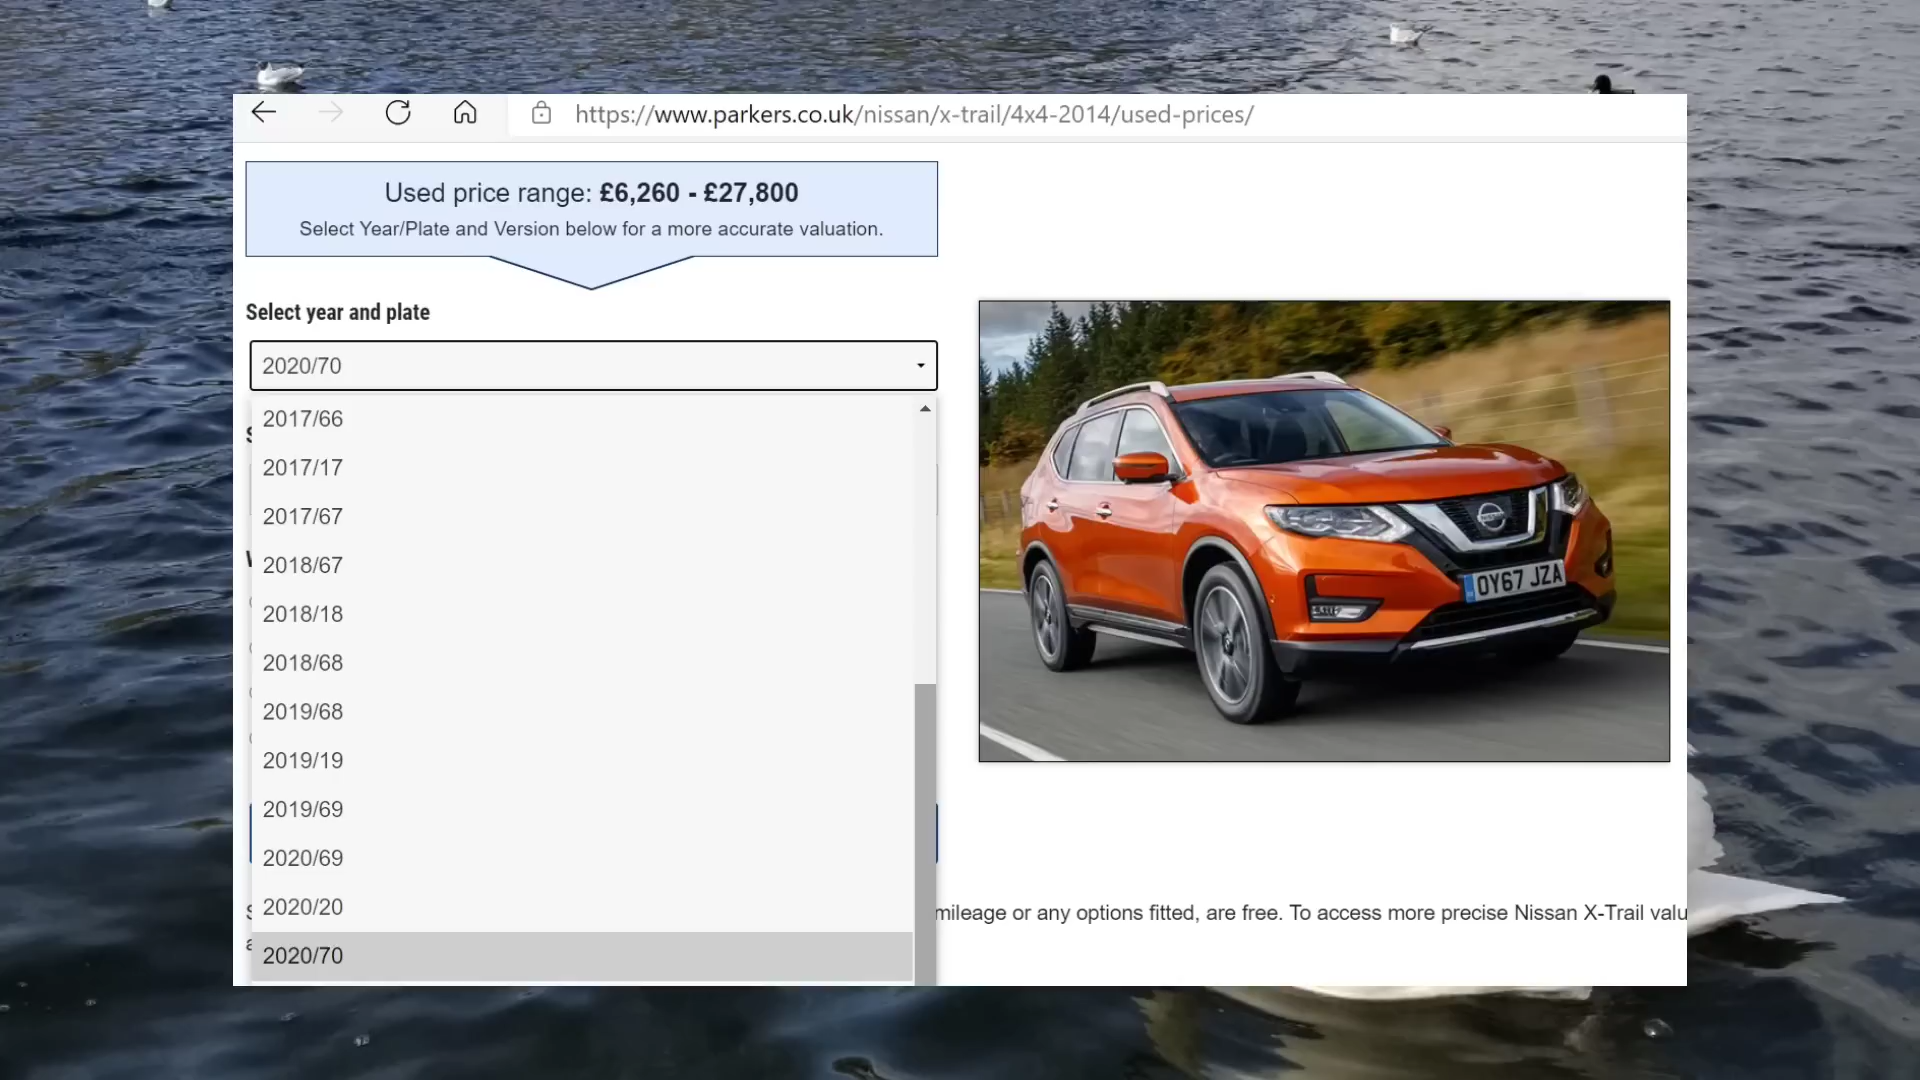 https://www.parkers.co.uk/nissan/x-trail/4x4-2014/used-prices/
Used price range: £6,260 - £27,800
Select Year/Plate and Version below for a more accurate valuation.
Select year and plate
2020/70
2017/66
2017/17
2017/67
2018/67
2018/18
2018/68
2019/68
2019/19
2019/69
2020/69
2020/20
2020/70
mileage or any options fitted, are free. To access more precise Nissan X-Trail valu
NISSAN
OY67 JZA